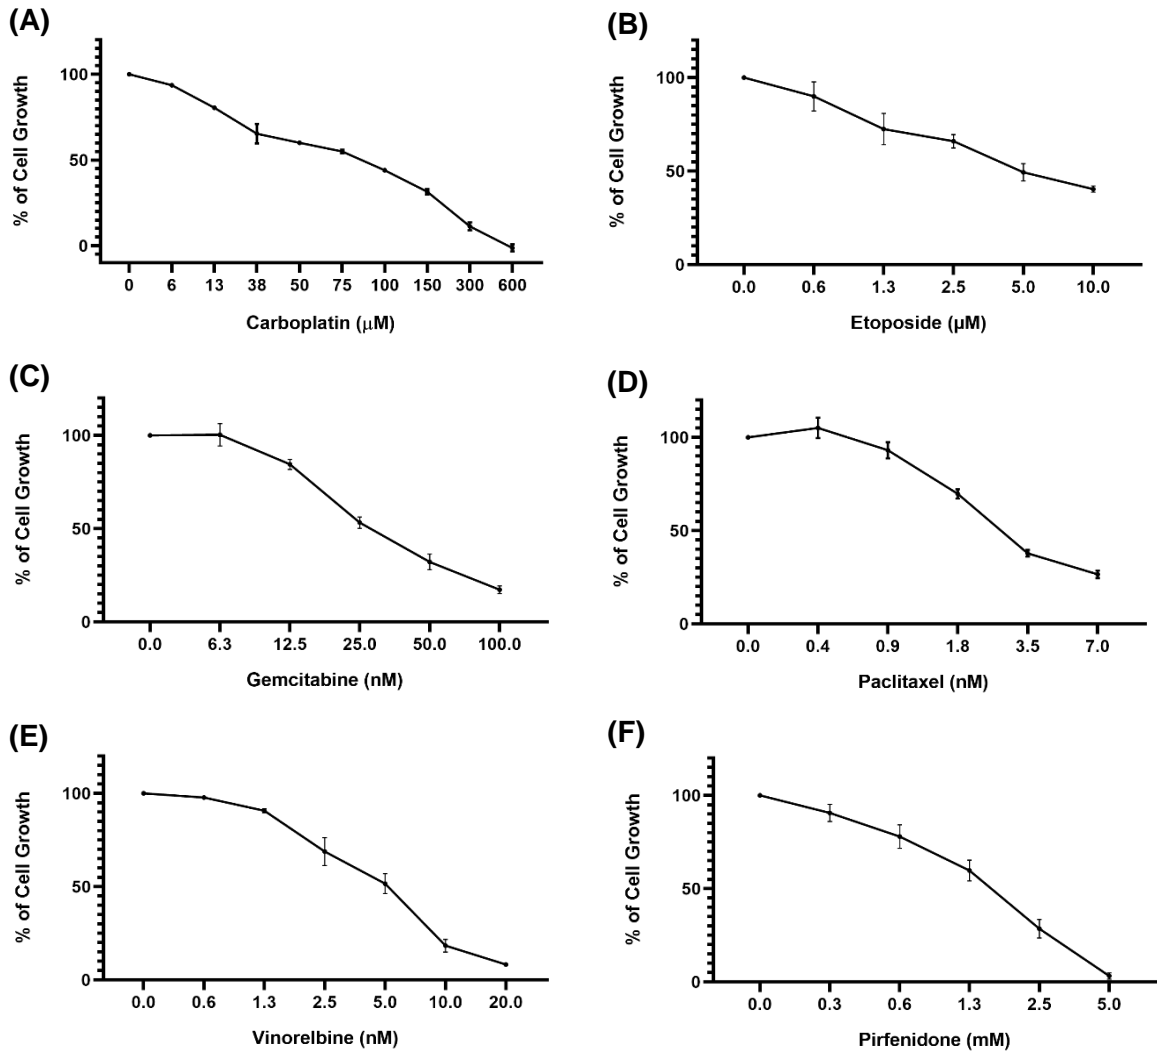 (A)
% of Cell Growth
100
50
0
0 6 13 38 50 75 100 150 300 600
Carboplatin (μM)
(B)
% of Cell Growth
100
50
0
0.0 0.6 1.3 2.5 5.0 10.0
Etoposide (μM)
(C)
% of Cell Growth
100
50
0
0.0 6.3 12.5 25.0 50.0 100.0
Gemcitabine (nM)
(D)
% of Cell Growth
100
50
0
0.0 0.4 0.9 1.8 3.5 7.0
Paclitaxel (nM)
(E)
% of Cell Growth
100
50
0
0.0 0.6 1.3 2.5 5.0 10.0 20.0
Vinorelbine (nM)
(F)
% of Cell Growth
100
50
0
0.0 0.3 0.6 1.3 2.5 5.0
Pirfenidone (mM)